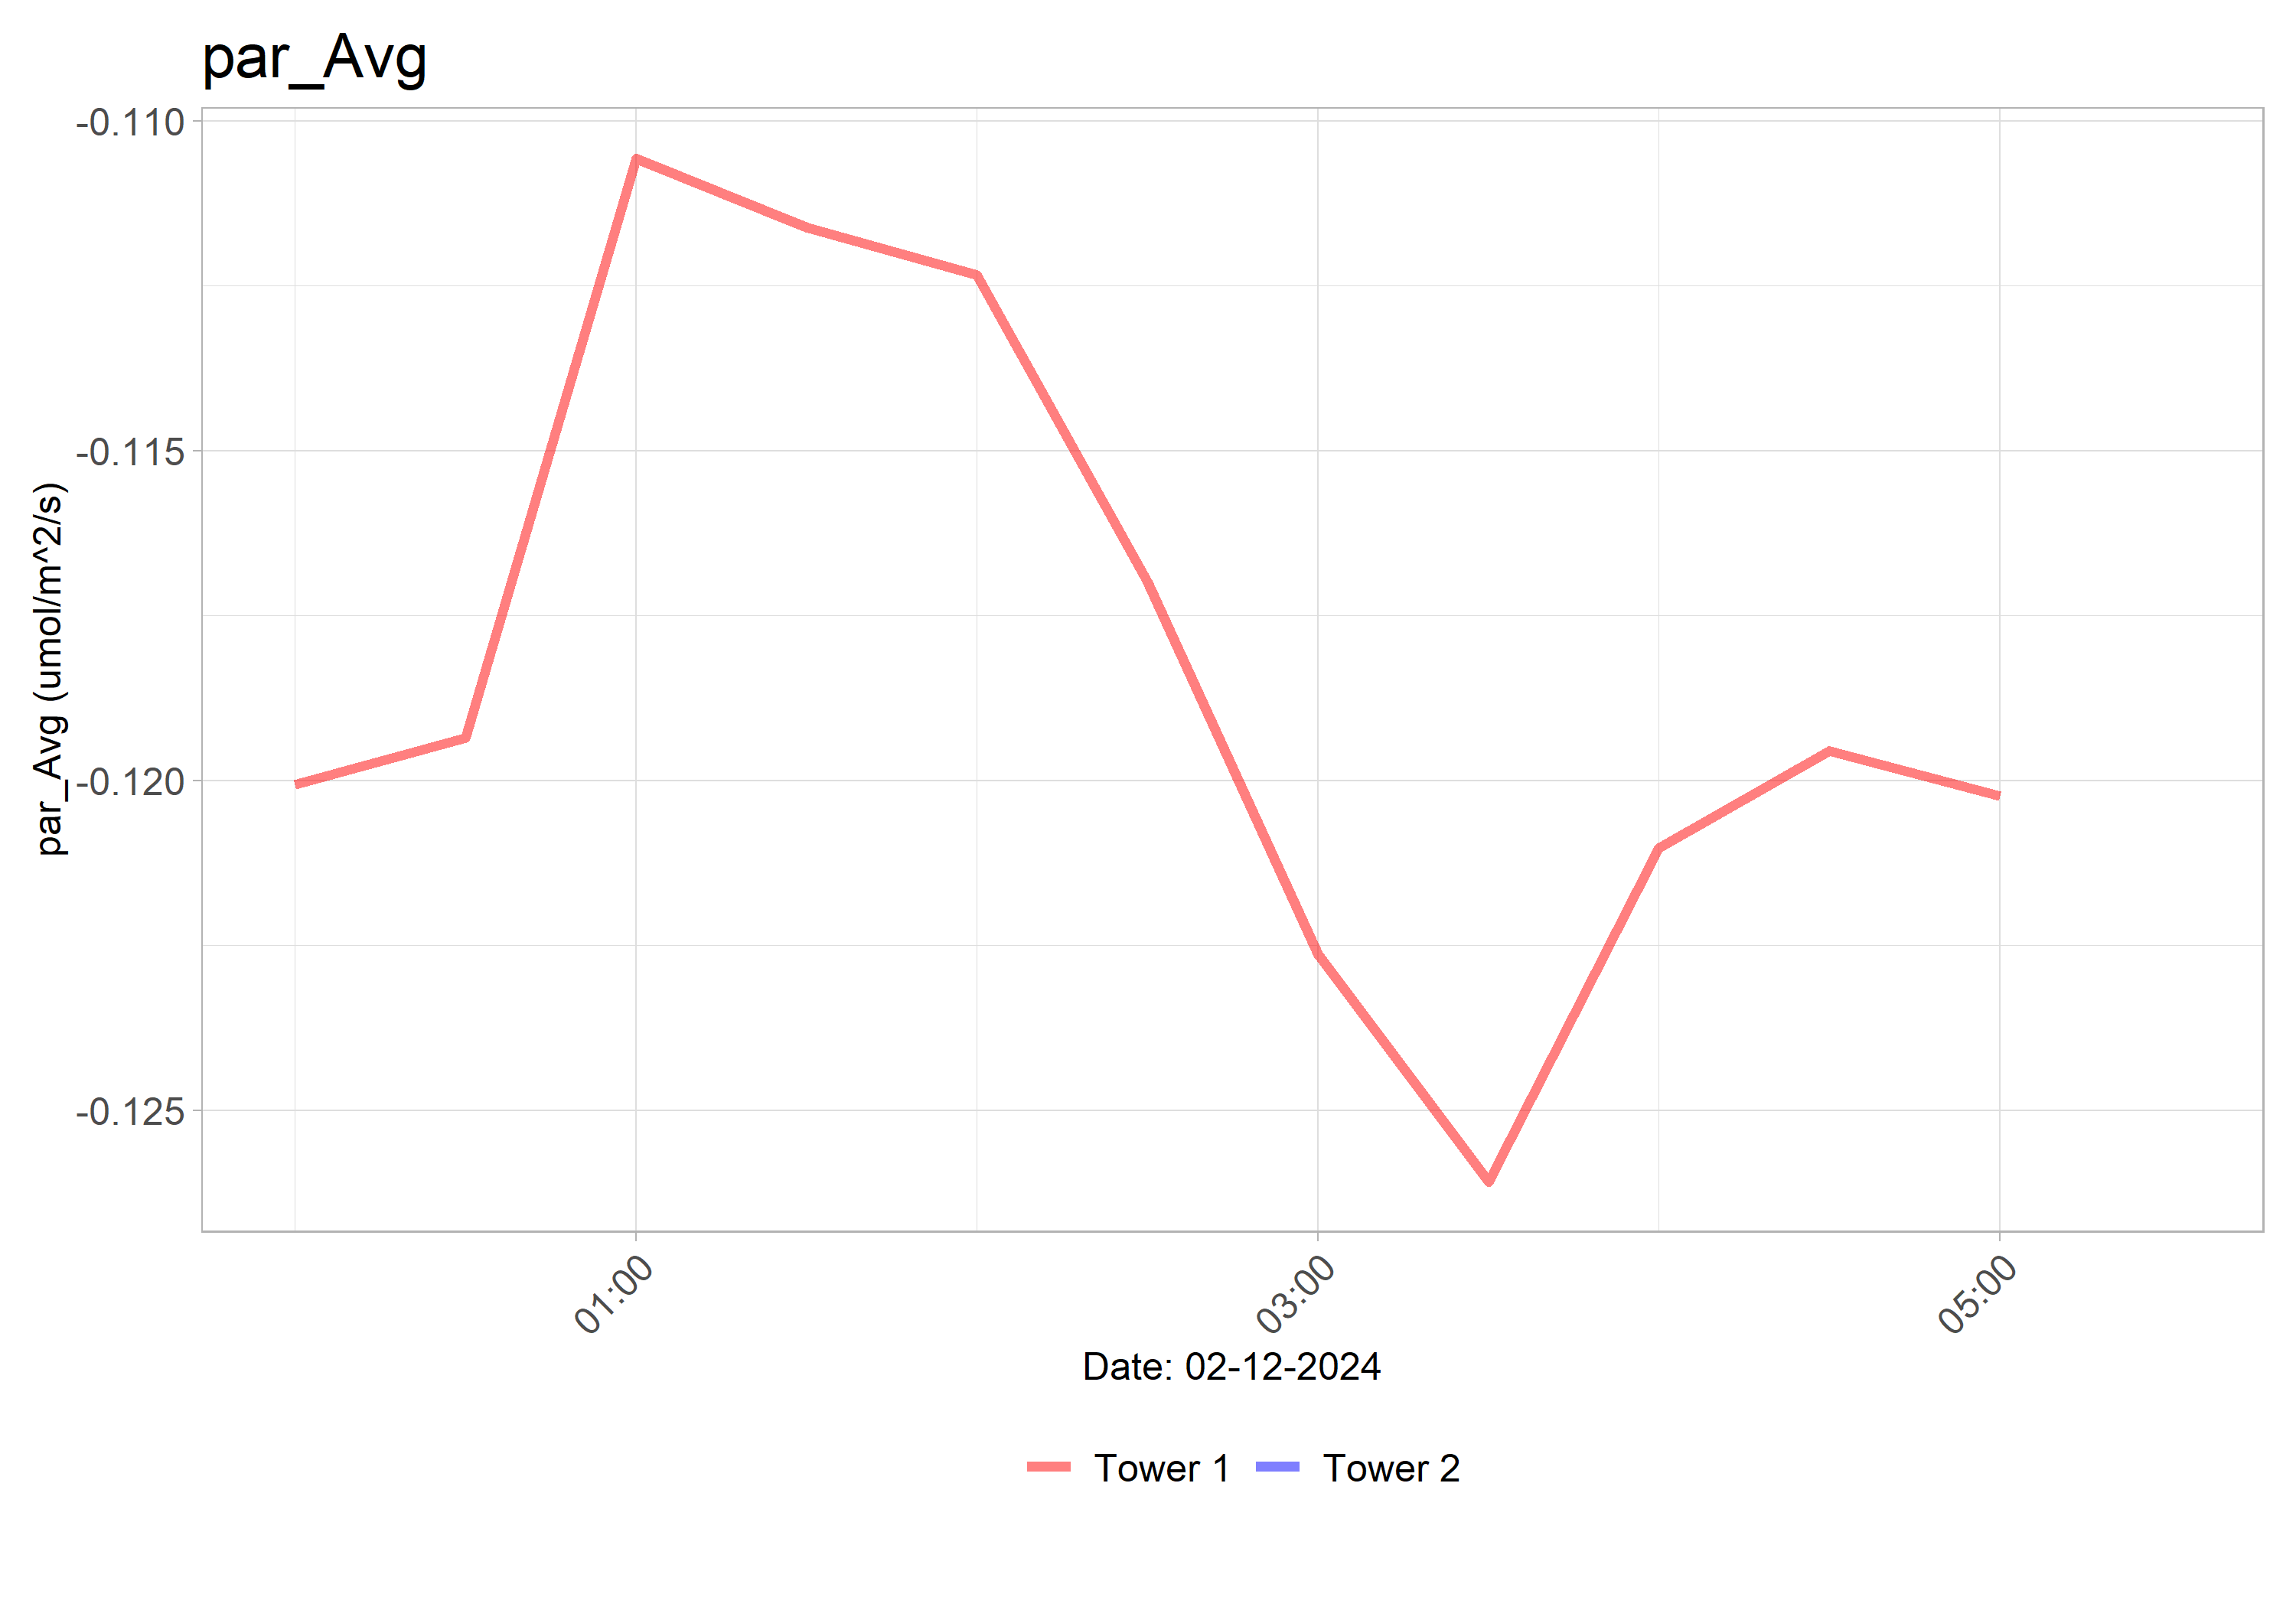 par_Avg
-0.110
-0.115
-0.120
-0.125
par_Avg (umol/m^2/s)
01:00
03:00
05:00
Date: 02-12-2024
Tower 1
Tower 2